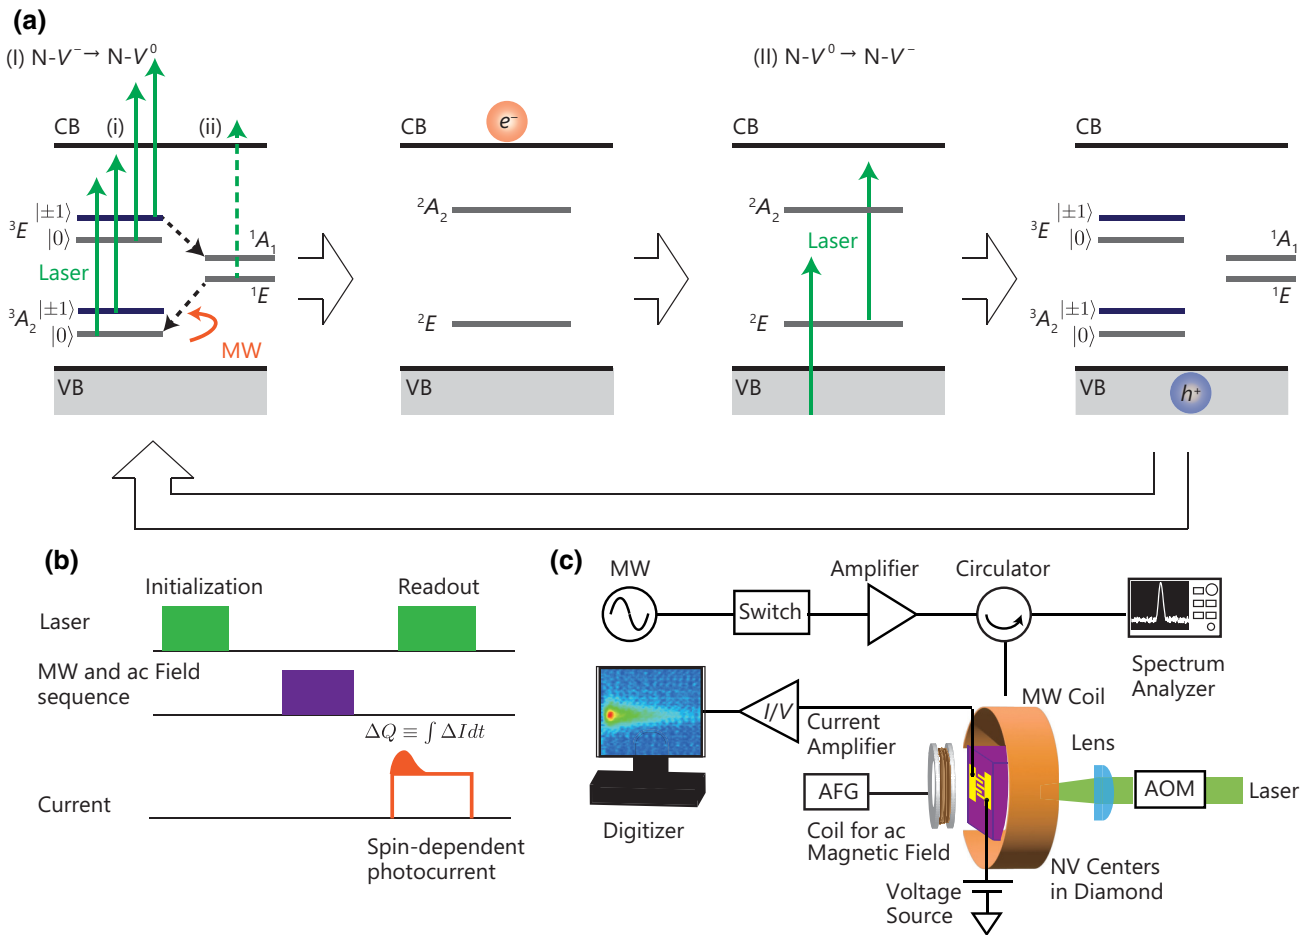 (a)
(I) N-V⁻ → N-V⁰
(II) N-V⁰ → N-V⁻
CB
(i)
(ii)
CB
e⁻
CB
CB
³E
|±1⟩
|0⟩
¹A₁
¹E
Laser
³A₂
|±1⟩
|0⟩
MW
VB
²A₂
²E
VB
²A₂
Laser
²E
VB
³E
|±1⟩
|0⟩
¹A₁
¹E
³A₂
|±1⟩
|0⟩
VB
h⁺
(b)
Initialization
Readout
Laser
MW and ac Field
sequence
ΔQ ≡ ∫ ΔIdt
Current
Spin-dependent
photocurrent
(c)
MW
Switch
Amplifier
Circulator
Spectrum
Analyzer
Digitizer
I/V
Current
Amplifier
MW Coil
Lens
AFG
AOM
Laser
Coil for ac
Magnetic Field
NV Centers
in Diamond
Voltage
Source